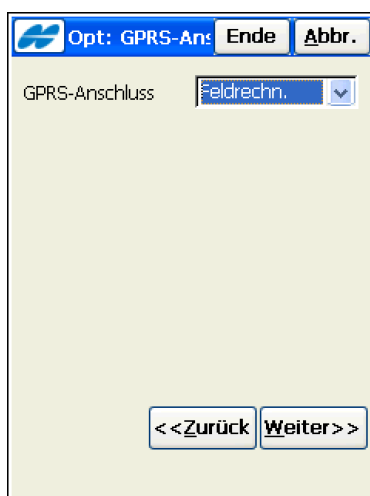 Opt: GPRS-Ans Ende Abbr.
GPRS-Anschluss Feldrechn.
<<Zurück Weiter>>